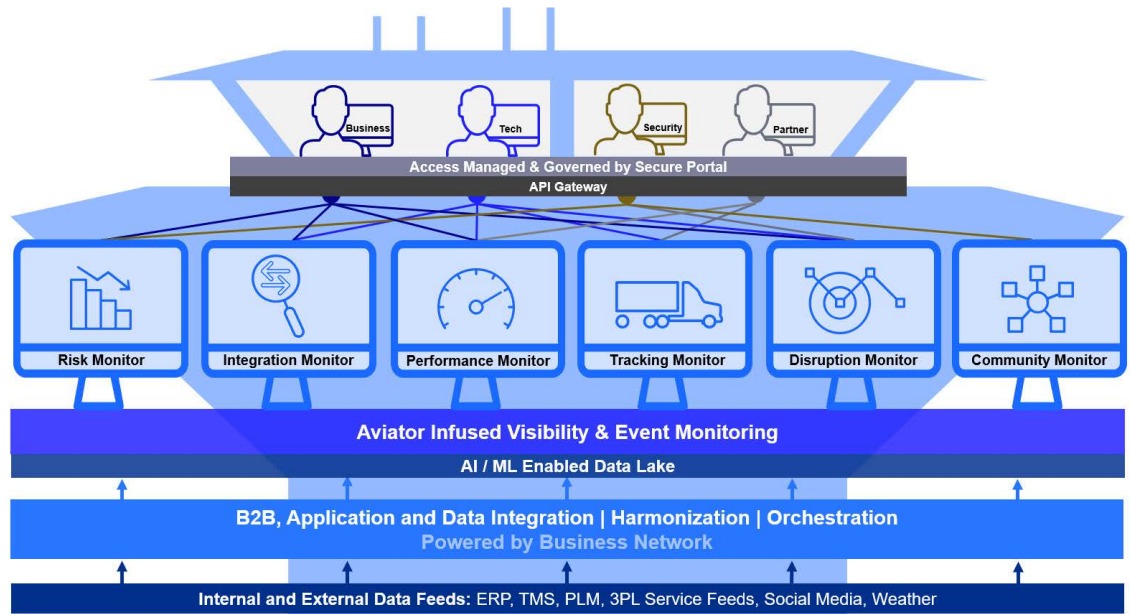 Business
Tech
Security
Partner
Access Managed & Governed by Secure Portal
API Gateway
Risk Monitor
Integration Monitor
Performance Monitor
Tracking Monitor
Disruption Monitor
Community Monitor
Aviator Infused Visibility & Event Monitoring
AI / ML Enabled Data Lake
B2B, Application and Data Integration | Harmonization | Orchestration
Powered by Business Network
Internal and External Data Feeds: ERP, TMS, PLM, 3PL Service Feeds, Social Media, Weather